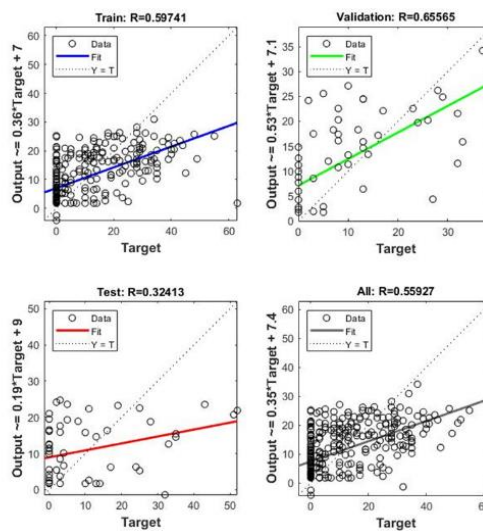 Train: R=0.59741
Output ~= 0.36*Target + 7
60
50
40
30
20
10
0
Data
Fit
Y = T
0
20
40
60
Target
Validation: R=0.65565
Output ~= 0.53*Target + 7.1
35
30
25
20
15
10
5
0
Data
Fit
Y = T
0
10
20
30
Target
Test: R=0.32413
Output ~= 0.19*Target + 9
50
40
30
20
10
0
Data
Fit
Y = T
0
10
20
30
40
50
Target
All: R=0.55927
Output ~= 0.35*Target + 7.4
60
50
40
30
20
10
0
Data
Fit
Y = T
0
20
40
Target